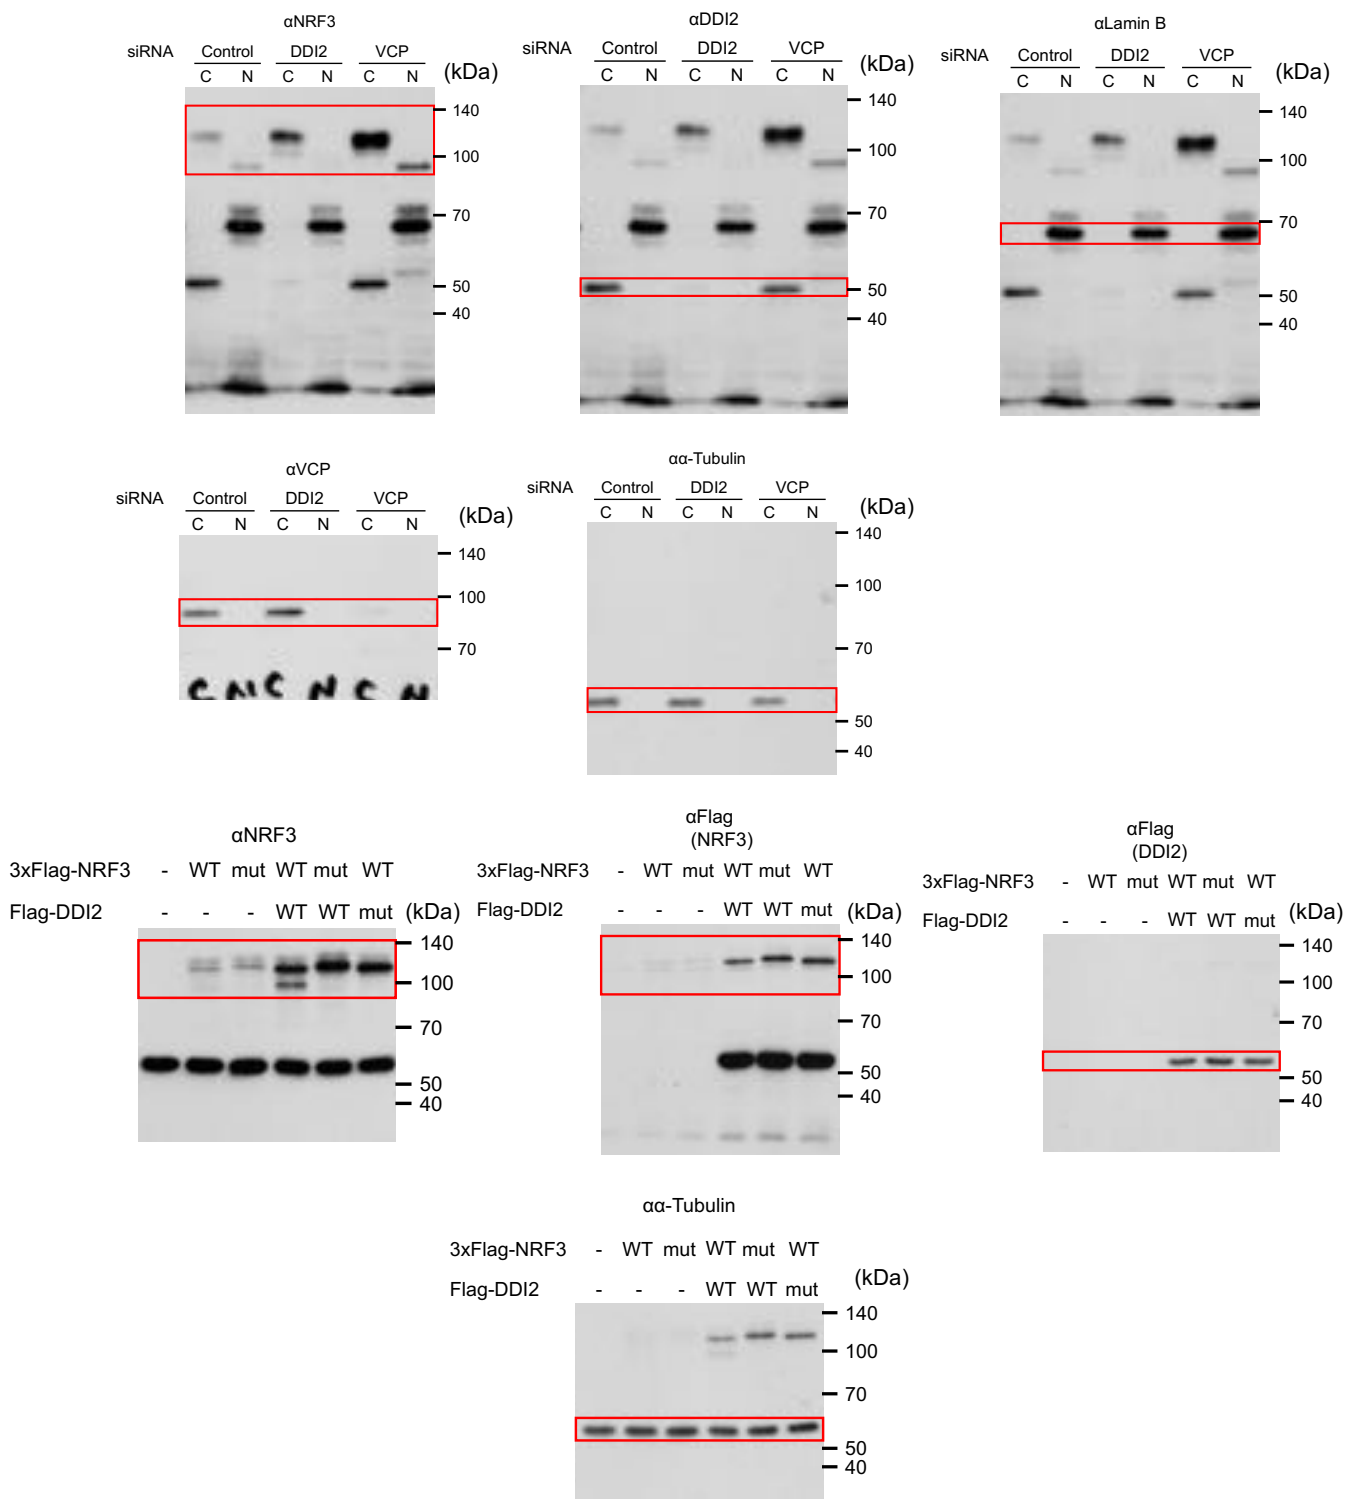 αNRF3
siRNA Control DDI2 VCP
C N C N C N (kDa)
140
100
70
50
40
αDDI2
siRNA Control DDI2 VCP
C N C N C N (kDa)
140
100
70
50
40
αLamin B
siRNA Control DDI2 VCP
C N C N C N (kDa)
140
100
70
50
40
αVCP
siRNA Control DDI2 VCP
C N C N C N (kDa)
140
100
70
C N C N C N
αα-Tubulin
siRNA Control DDI2 VCP
C N C N C N (kDa)
140
100
70
50
40
αNRF3
3xFlag-NRF3 - WT mut WT mut WT
Flag-DDI2 - - - WT WT mut (kDa)
140
100
70
50
40
αFlag
(NRF3)
3xFlag-NRF3 - WT mut WT mut WT
Flag-DDI2 - - - WT WT mut (kDa)
140
100
70
50
40
αFlag
(DDI2)
3xFlag-NRF3 - WT mut WT mut WT
Flag-DDI2 - - - WT WT mut (kDa)
140
100
70
50
40
αα-Tubulin
3xFlag-NRF3 - WT mut WT mut WT
Flag-DDI2 - - - WT WT mut (kDa)
140
100
70
50
40